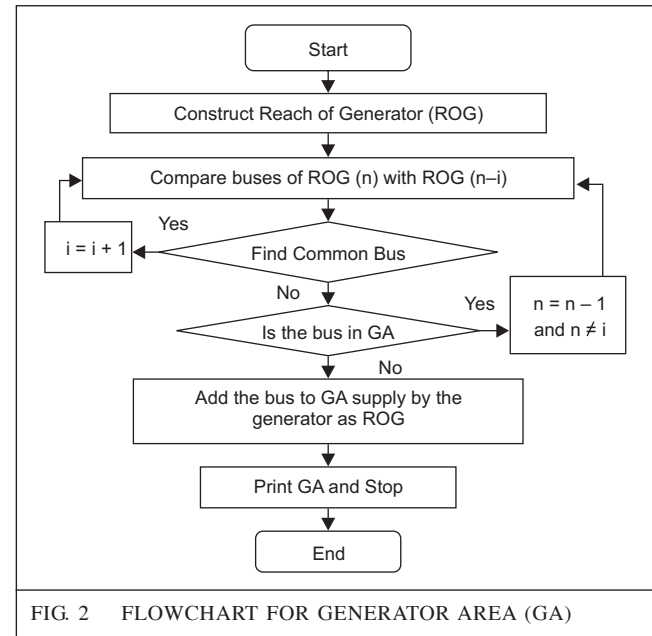 Start
Construct Reach of Generator (ROG)
Compare buses of ROG (n) with ROG (n–i)
Yes
i = i + 1
Find Common Bus
No
Yes
n = n – 1
and n ≠ i
Is the bus in GA
No
Add the bus to GA supply by the
generator as ROG
Print GA and Stop
End
FIG. 2 FLOWCHART FOR GENERATOR AREA (GA)